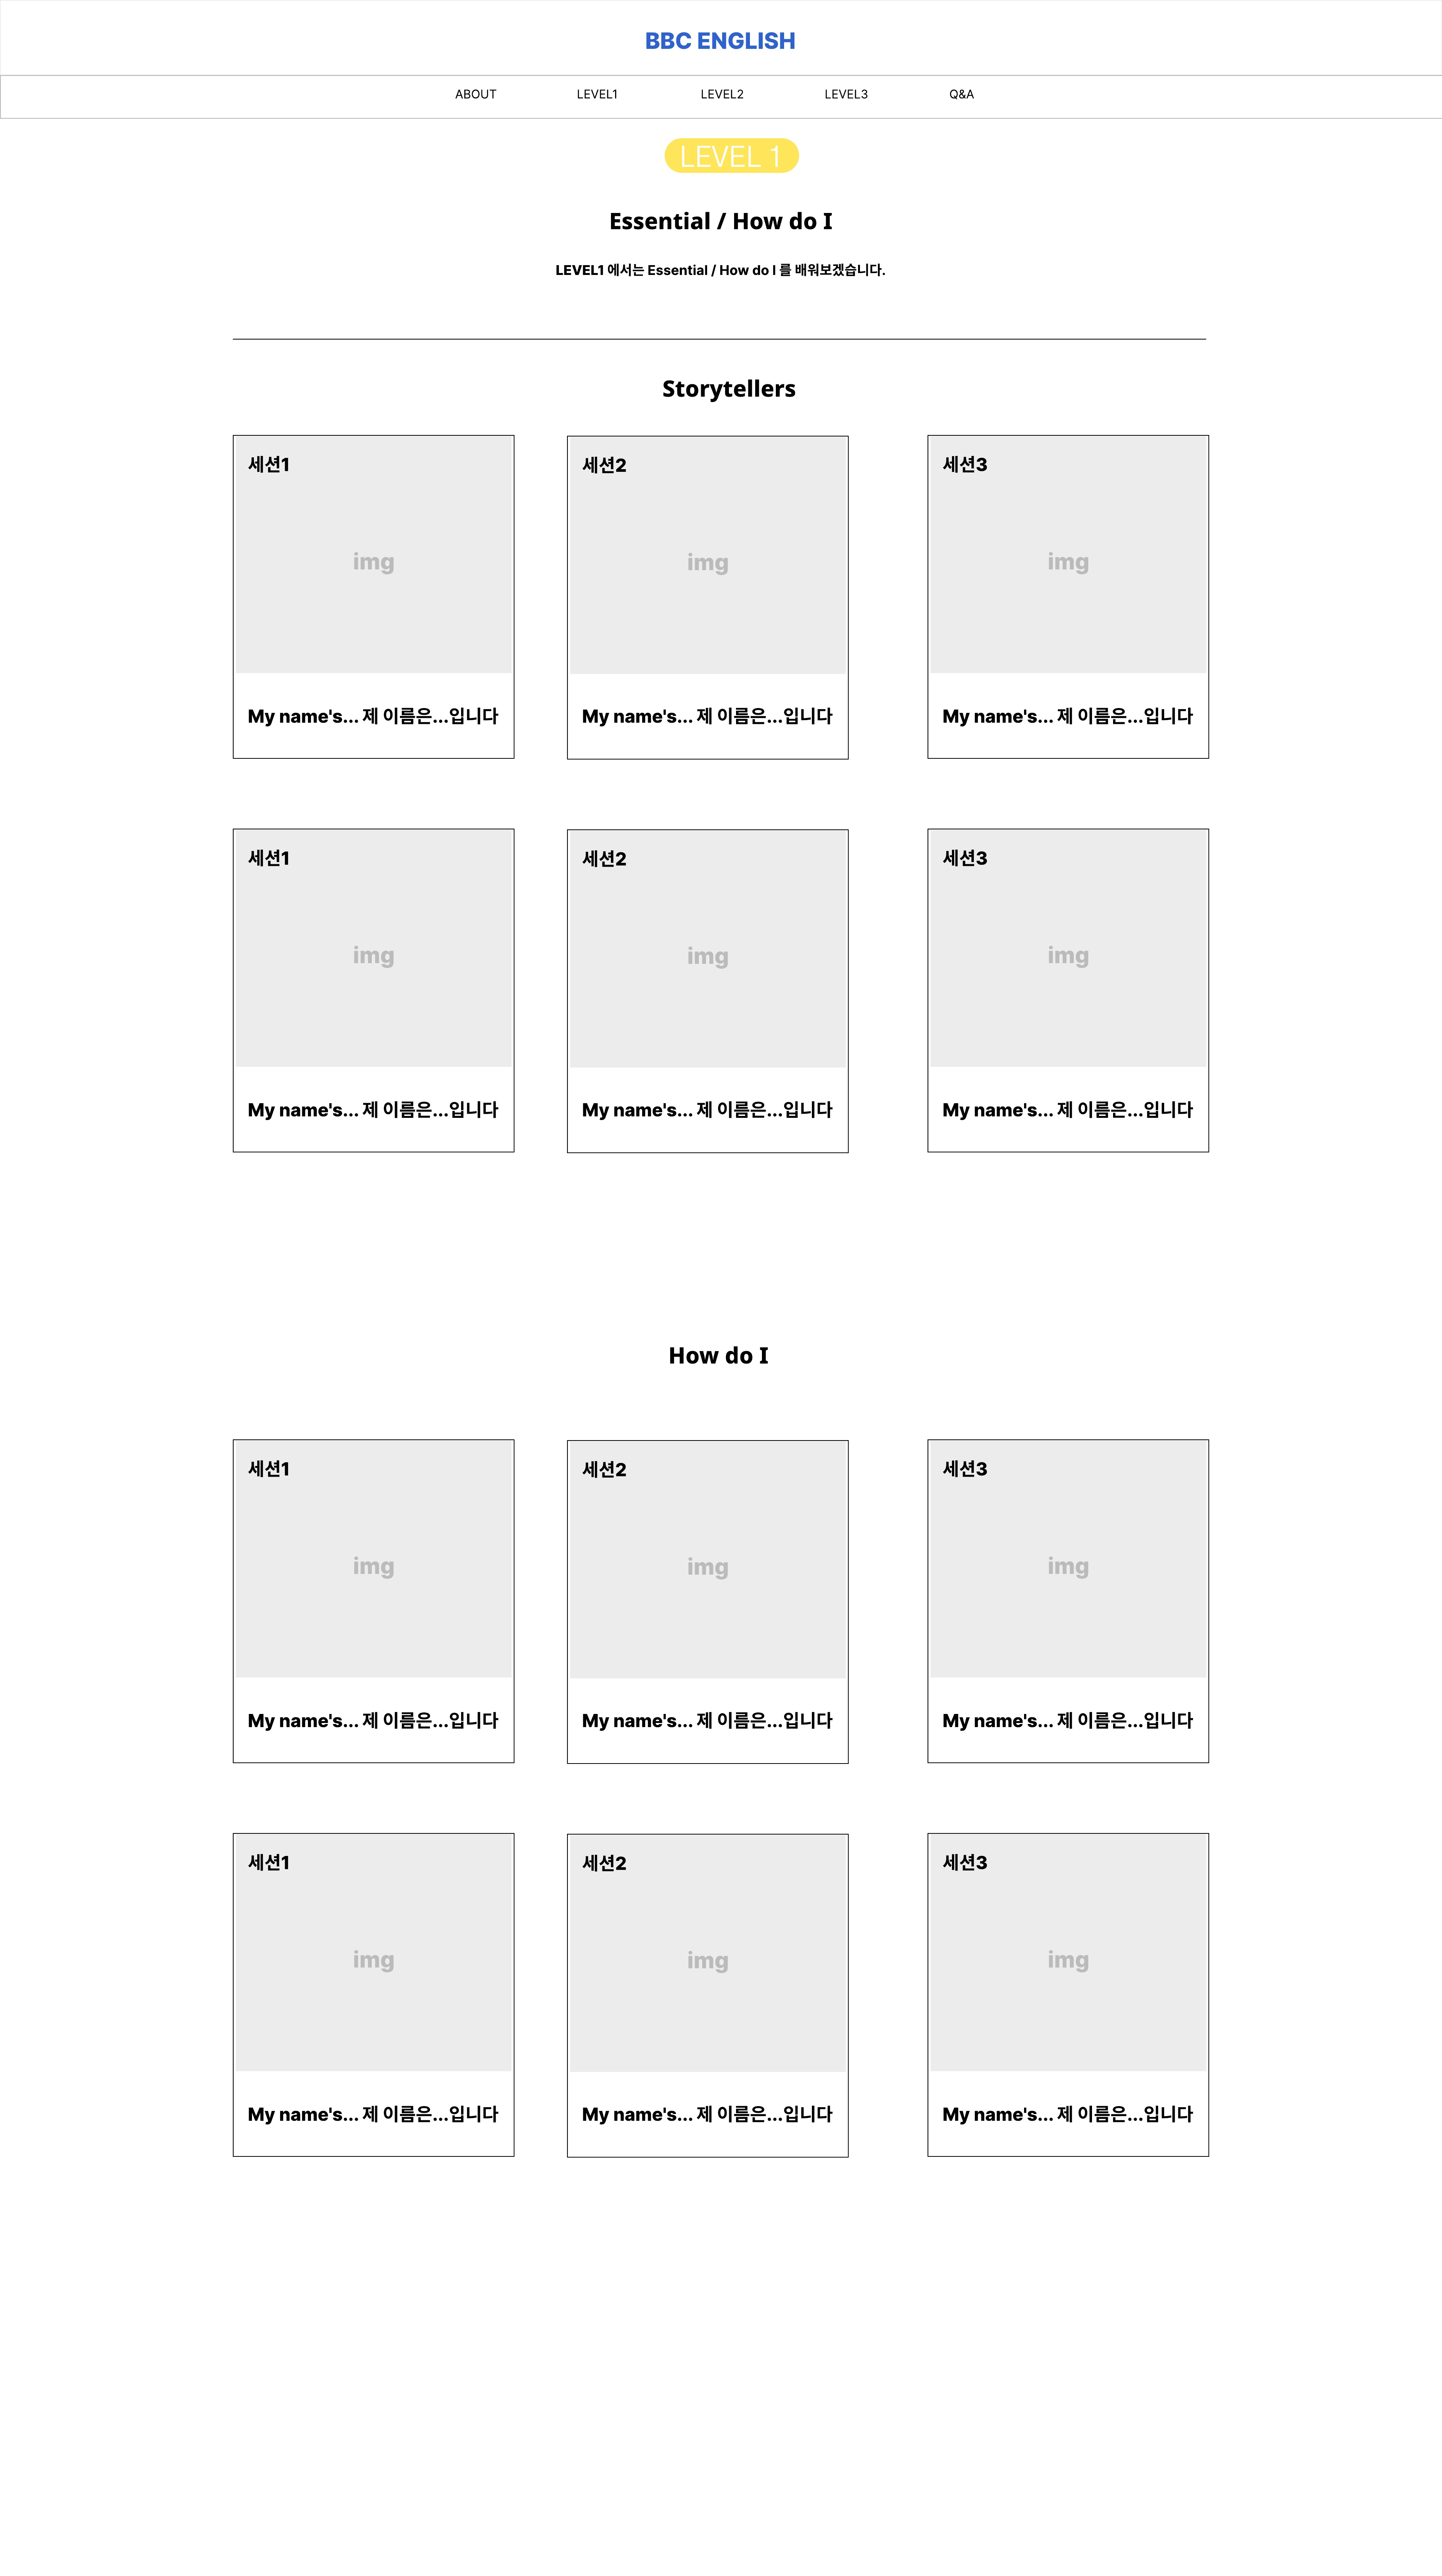 BBC ENGLISH
ABOUT LEVEL1 LEVEL2 LEVEL3 Q&A
LEVEL 1
Essential / How do I
LEVEL1 에서는 Essential / How do I 를 배워보겠습니다.
Storytellers
세션1 세션2 세션3
img img img
My name's... 제 이름은...입니다 My name's... 제 이름은...입니다 My name's... 제 이름은...입니다
세션1 세션2 세션3
img img img
My name's... 제 이름은...입니다 My name's... 제 이름은...입니다 My name's... 제 이름은...입니다
How do I
세션1 세션2 세션3
img img img
My name's... 제 이름은...입니다 My name's... 제 이름은...입니다 My name's... 제 이름은...입니다
세션1 세션2 세션3
img img img
My name's... 제 이름은...입니다 My name's... 제 이름은...입니다 My name's... 제 이름은...입니다